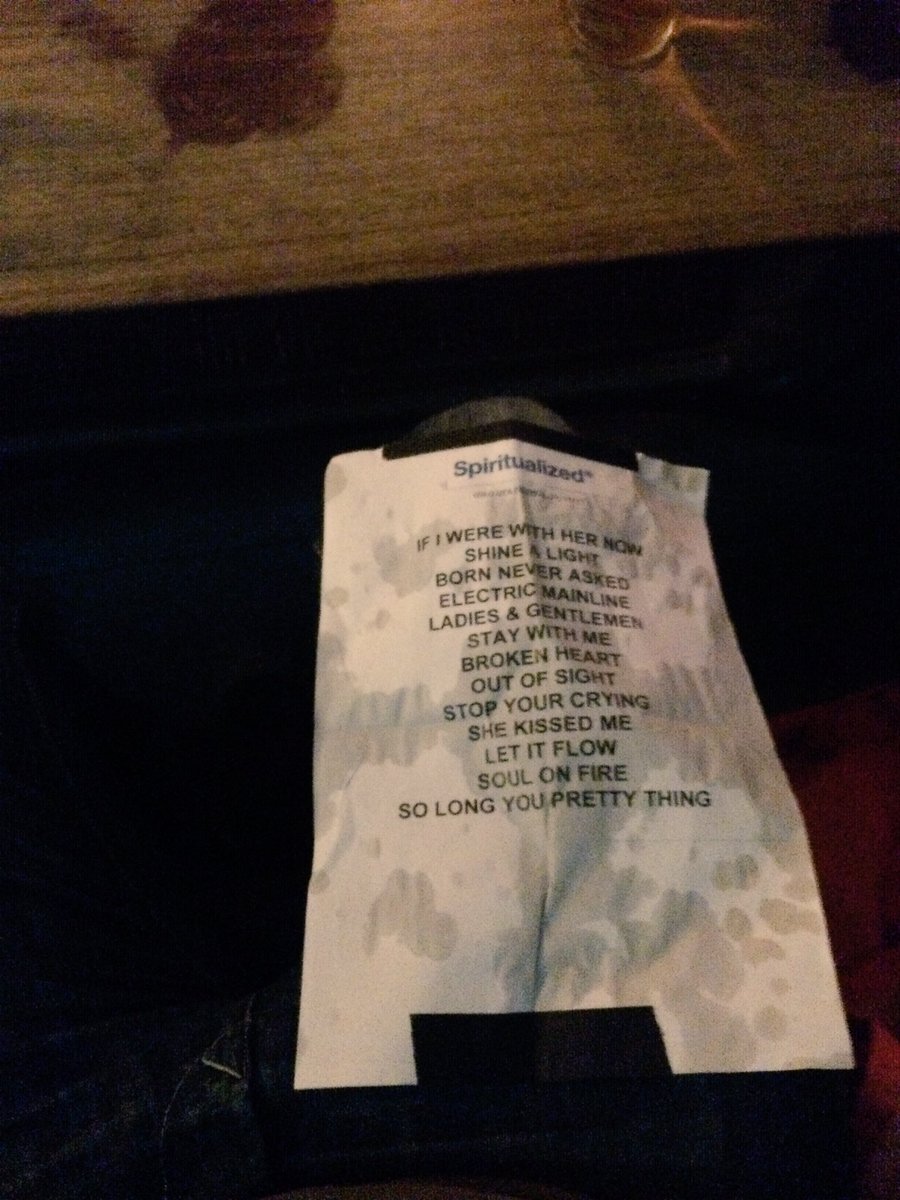 Spiritualized®
IF I WERE WITH HER NOW
SHINE A LIGHT
BORN NEVER ASKED
ELECTRIC MAINLINE
LADIES & GENTLEMEN
STAY WITH ME
BROKEN HEART
OUT OF SIGHT
STOP YOUR CRYING
SHE KISSED ME
LET IT FLOW
SOUL ON FIRE
SO LONG YOU PRETTY THING